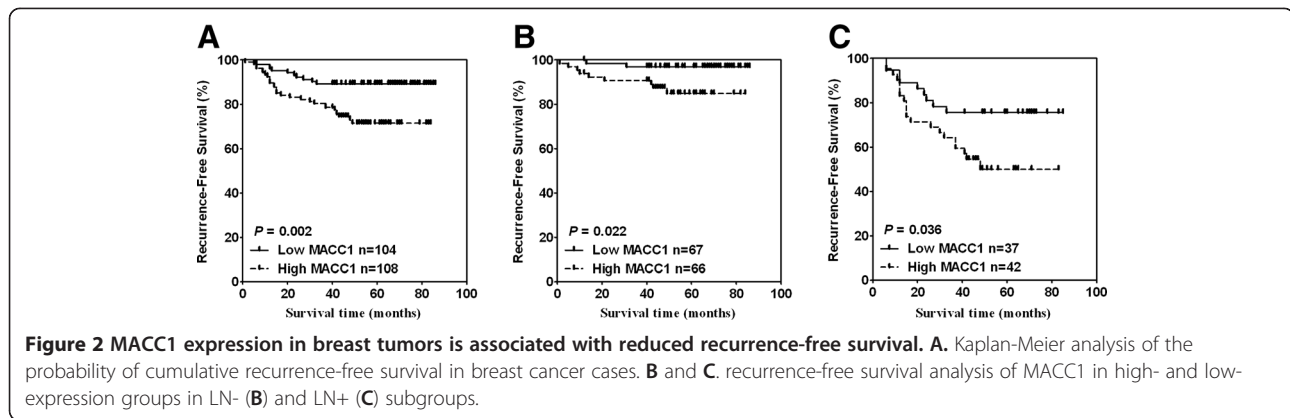 A
B
C
Recurrence-Free Survival (%)
100
80
60
40
20
0
P = 0.002
Low MACC1 n=104
High MACC1 n=108
0 20 40 60 80 100
Survival time (months)
Recurrence-Free Survival (%)
100
80
60
40
20
0
P = 0.022
Low MACC1 n=67
High MACC1 n=66
0 20 40 60 80 100
Survival time (months)
Recurrence-Free Survival (%)
100
80
60
40
20
0
P = 0.036
Low MACC1 n=37
High MACC1 n=42
0 20 40 60 80 100
Survival time (months)
Figure 2 MACC1 expression in breast tumors is associated with reduced recurrence-free survival. A. Kaplan-Meier analysis of the
probability of cumulative recurrence-free survival in breast cancer cases. B and C. recurrence-free survival analysis of MACC1 in high- and low-
expression groups in LN- (B) and LN+ (C) subgroups.